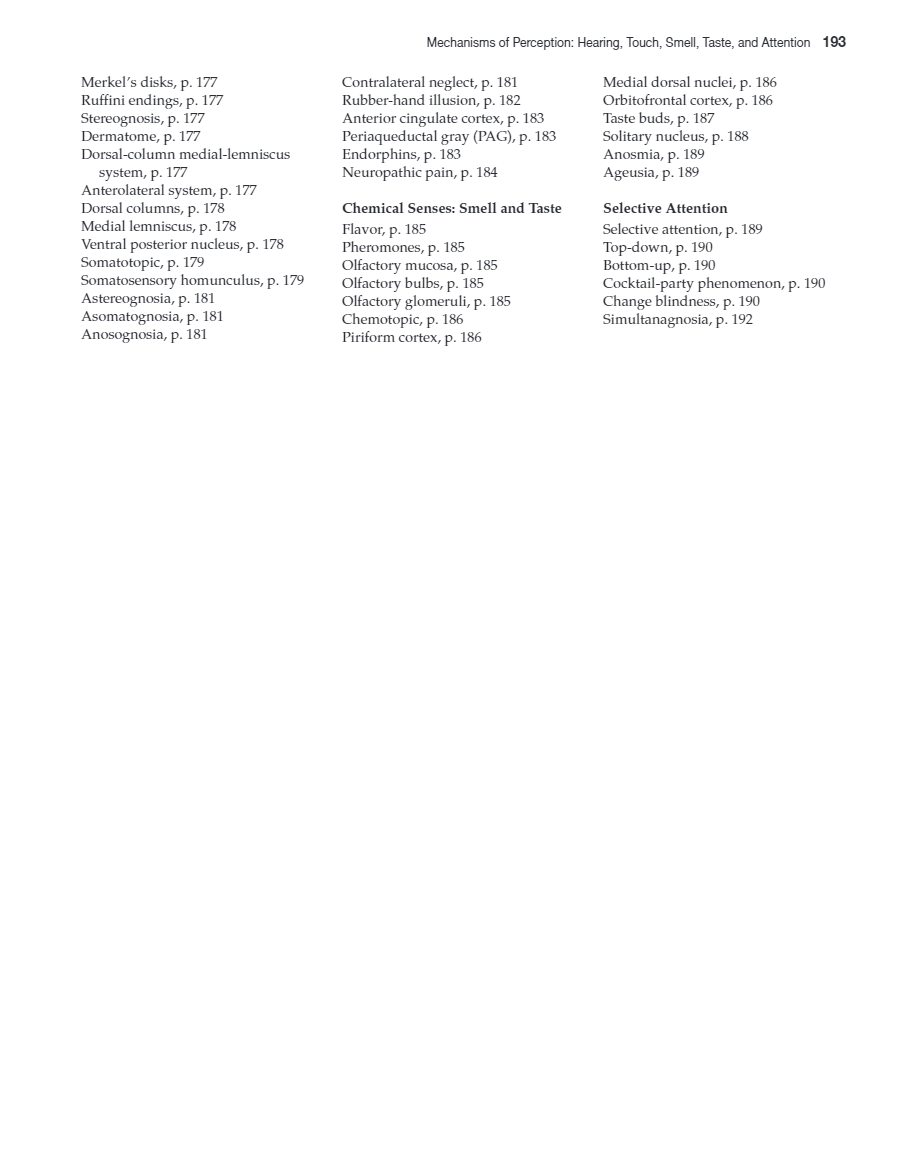 Mechanisms of Perception: Hearing, Touch, Smell, Taste, and Attention 193
Merkel's disks, p. 177
Ruffini endings, p. 177
Stereognosis, p. 177
Dermatome, p. 177
Dorsal-column medial-lemniscus
system, p. 177
Anterolateral system, p. 177
Dorsal columns, p. 178
Medial lemniscus, p. 178
Ventral posterior nucleus, p. 178
Somatotopic, p. 179
Somatosensory homunculus, p. 179
Astereognosia, p. 181
Asomatognosia, p. 181
Anosognosia, p. 181
Contralateral neglect, p. 181
Rubber-hand illusion, p. 182
Anterior cingulate cortex, p. 183
Periaqueductal gray (PAG), p. 183
Endorphins, p. 183
Neuropathic pain, p. 184
Chemical Senses: Smell and Taste
Flavor, p. 185
Pheromones, p. 185
Olfactory mucosa, p. 185
Olfactory bulbs, p. 185
Olfactory glomeruli, p. 185
Chemotopic, p. 186
Piriform cortex, p. 186
Medial dorsal nuclei, p. 186
Orbitofrontal cortex, p. 186
Taste buds, p. 187
Solitary nucleus, p. 188
Anosmia, p. 189
Ageusia, p. 189
Selective Attention
Selective attention, p. 189
Top-down, p. 190
Bottom-up, p. 190
Cocktail-party phenomenon, p. 190
Change blindness, p. 190
Simultanagnosia, p. 192